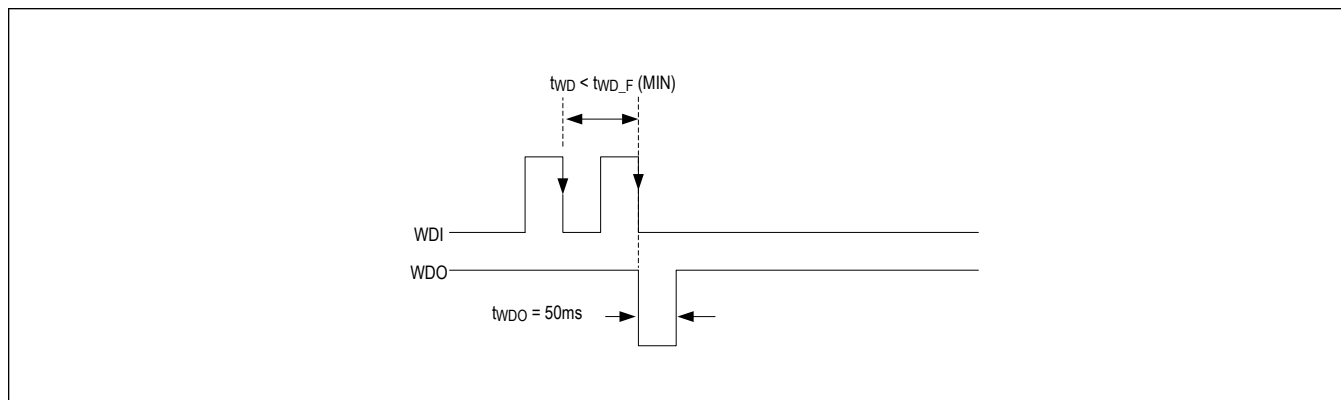 tWD < tWD_F (MIN)
WDI
WDO
tWDO = 50ms